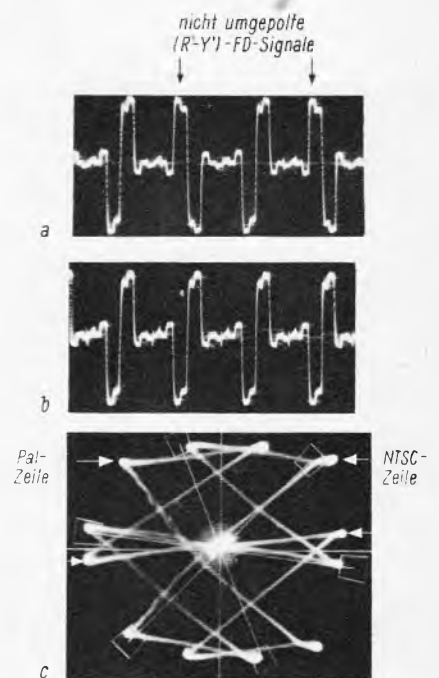 nicht umgepolte
(R'-Y')-FD-Signale
a
b
Pal-
Zeile
NTSC-
Zeile
c